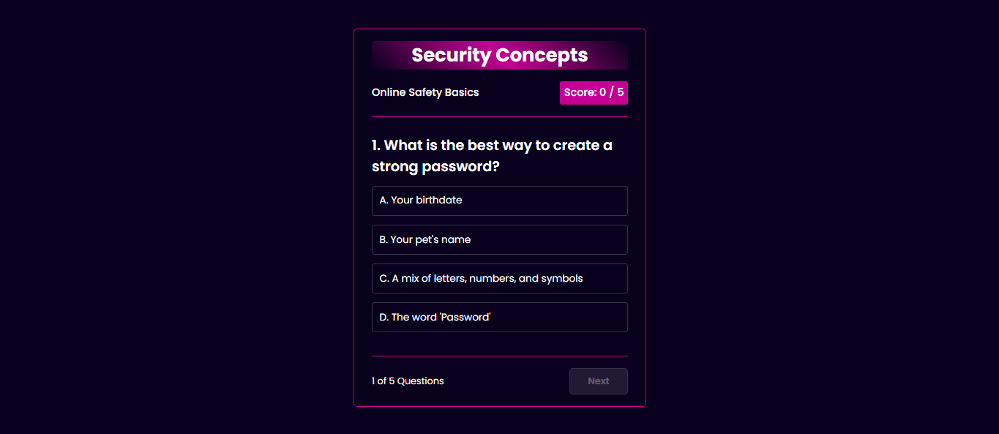 Security Concepts
Online Safety Basics
Score: 0 / 5
1. What is the best way to create a
strong password?
A. Your birthdate
B. Your pet's name
C. A mix of letters, numbers, and symbols
D. The word 'Password'
1 of 5 Questions
Next